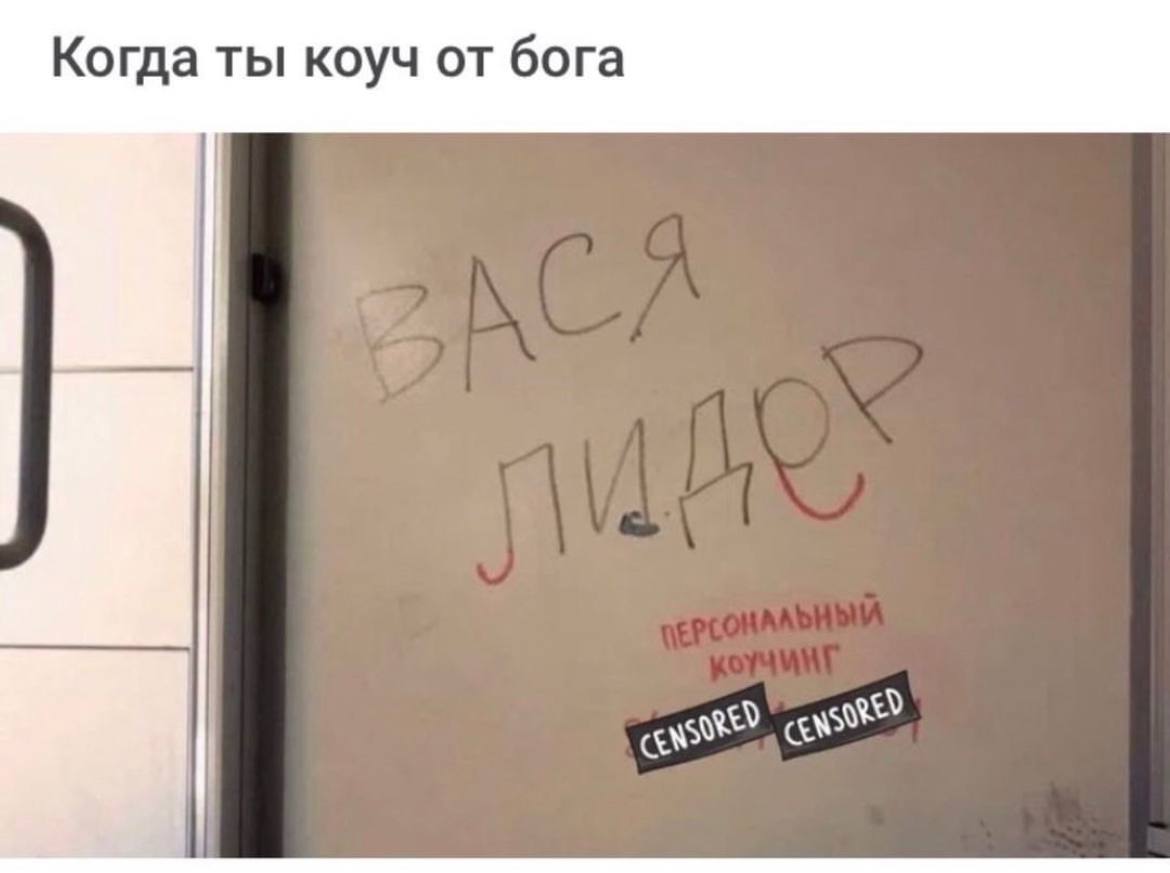 Когда ты коуч от бога
ВАСЯ
ЛИДЕР
ПЕРСОНАЛЬНЫЙ
КОУЧИНГ
CENSORED CENSORED